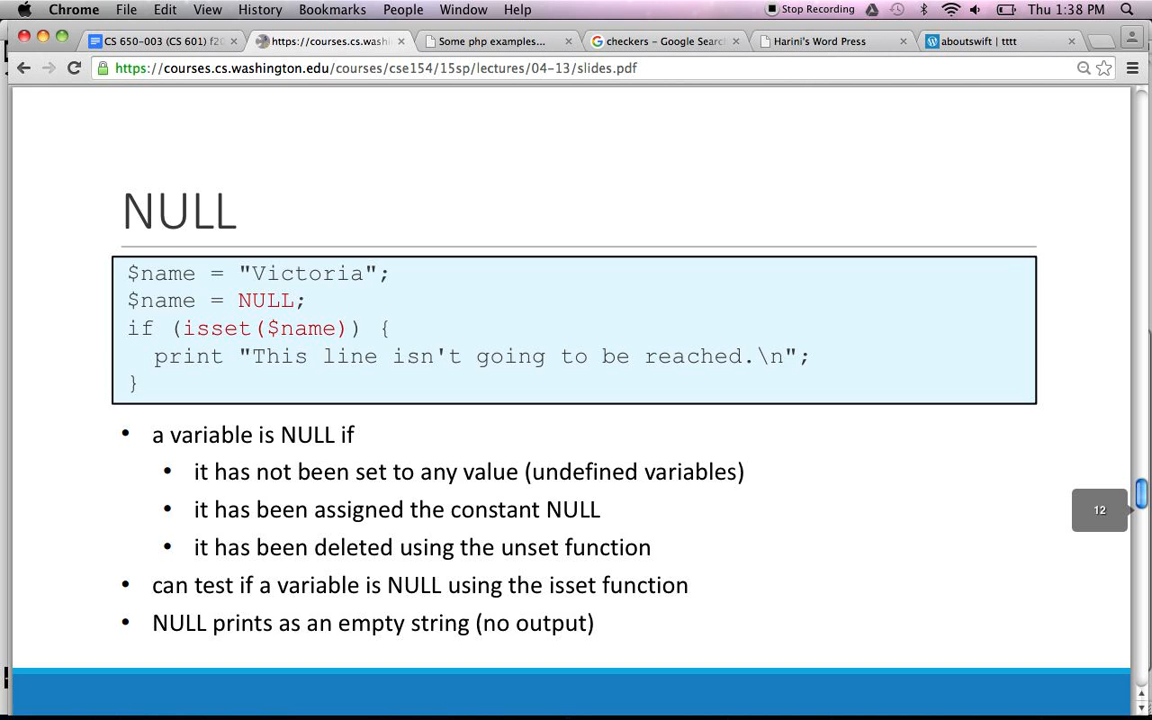 Chrome File Edit View History Bookmarks People Window Help Stop Recording Thu 1:38 PM
CS 650-003 (CS 601) f20 https://courses.cs.wash Some php examples... checkers - Google Searc Harini's Word Press aboutswift | tttt
https://courses.cs.washington.edu/courses/cse154/15sp/lectures/04-13/slides.pdf
NULL
$name = "Victoria";
$name = NULL;
if (isset($name)) {
print "This line isn't going to be reached.\n";
}
• a variable is NULL if
• it has not been set to any value (undefined variables)
• it has been assigned the constant NULL
• it has been deleted using the unset function
12
• can test if a variable is NULL using the isset function
• NULL prints as an empty string (no output)